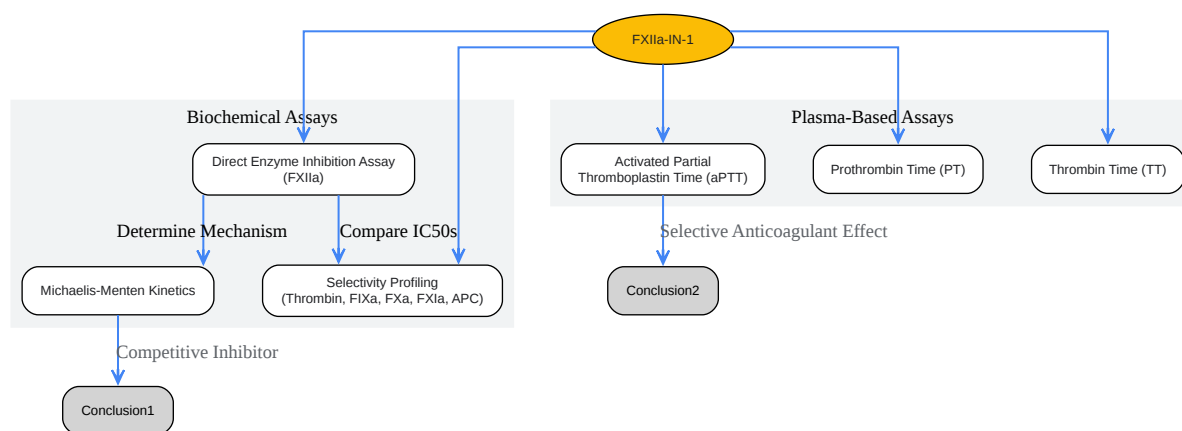 FXIIa-IN-1
Biochemical Assays
Plasma-Based Assays
Direct Enzyme Inhibition Assay
(FXIIa)
Activated Partial
Thromboplastin Time (aPTT)
Prothrombin Time (PT)
Thrombin Time (TT)
Determine Mechanism
Compare IC50s
Selective Anticoagulant Effect
Michaelis-Menten Kinetics
Selectivity Profiling
(Thrombin, FIXa, FXa, FXIa, APC)
Conclusion2
Competitive Inhibitor
Conclusion1